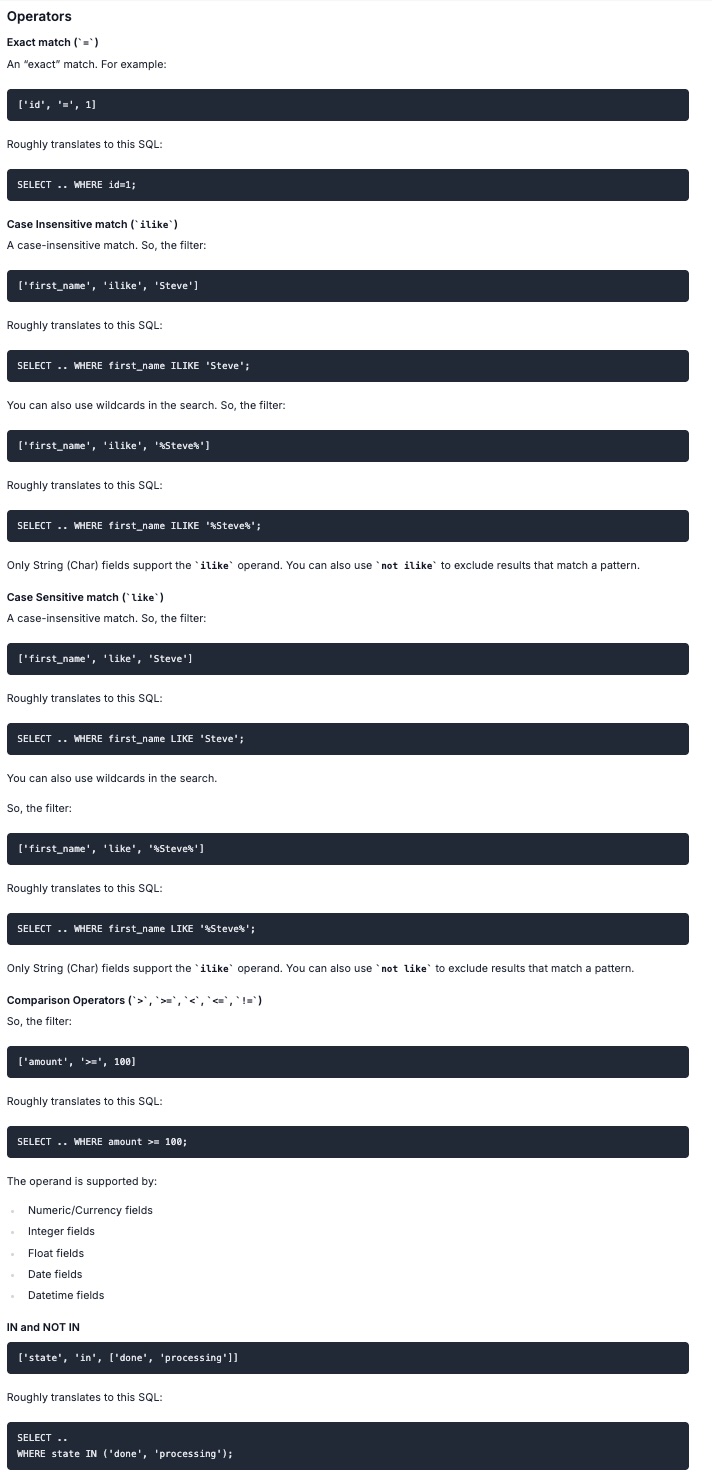 Operators
Exact match (`=`)
An “exact” match. For example:
['id', '=', 1]
Roughly translates to this SQL:
SELECT .. WHERE id=1;
Case Insensitive match (`ilike`)
A case-insensitive match. So, the filter:
['first_name', 'ilike', 'Steve']
Roughly translates to this SQL:
SELECT .. WHERE first_name ILIKE 'Steve';
You can also use wildcards in the search. So, the filter:
['first_name', 'ilike', '%Steve%']
Roughly translates to this SQL:
SELECT .. WHERE first_name ILIKE '%Steve%';
Only String (Char) fields support the `ilike` operand. You can also use `not ilike` to exclude results that match a pattern.
Case Sensitive match (`like`)
A case-insensitive match. So, the filter:
['first_name', 'like', 'Steve']
Roughly translates to this SQL:
SELECT .. WHERE first_name LIKE 'Steve';
You can also use wildcards in the search.
So, the filter:
['first_name', 'like', '%Steve%']
Roughly translates to this SQL:
SELECT .. WHERE first_name LIKE '%Steve%';
Only String (Char) fields support the `ilike` operand. You can also use `not like` to exclude results that match a pattern.
Comparison Operators (`>`, `>=`, `<`, `<=`, `!=`)
So, the filter:
['amount', '>=', 100]
Roughly translates to this SQL:
SELECT .. WHERE amount >= 100;
The operand is supported by:
Numeric/Currency fields
Integer fields
Float fields
Date fields
Datetime fields
IN and NOT IN
['state', 'in', ['done', 'processing']]
Roughly translates to this SQL:
SELECT ..
WHERE state IN ('done', 'processing');